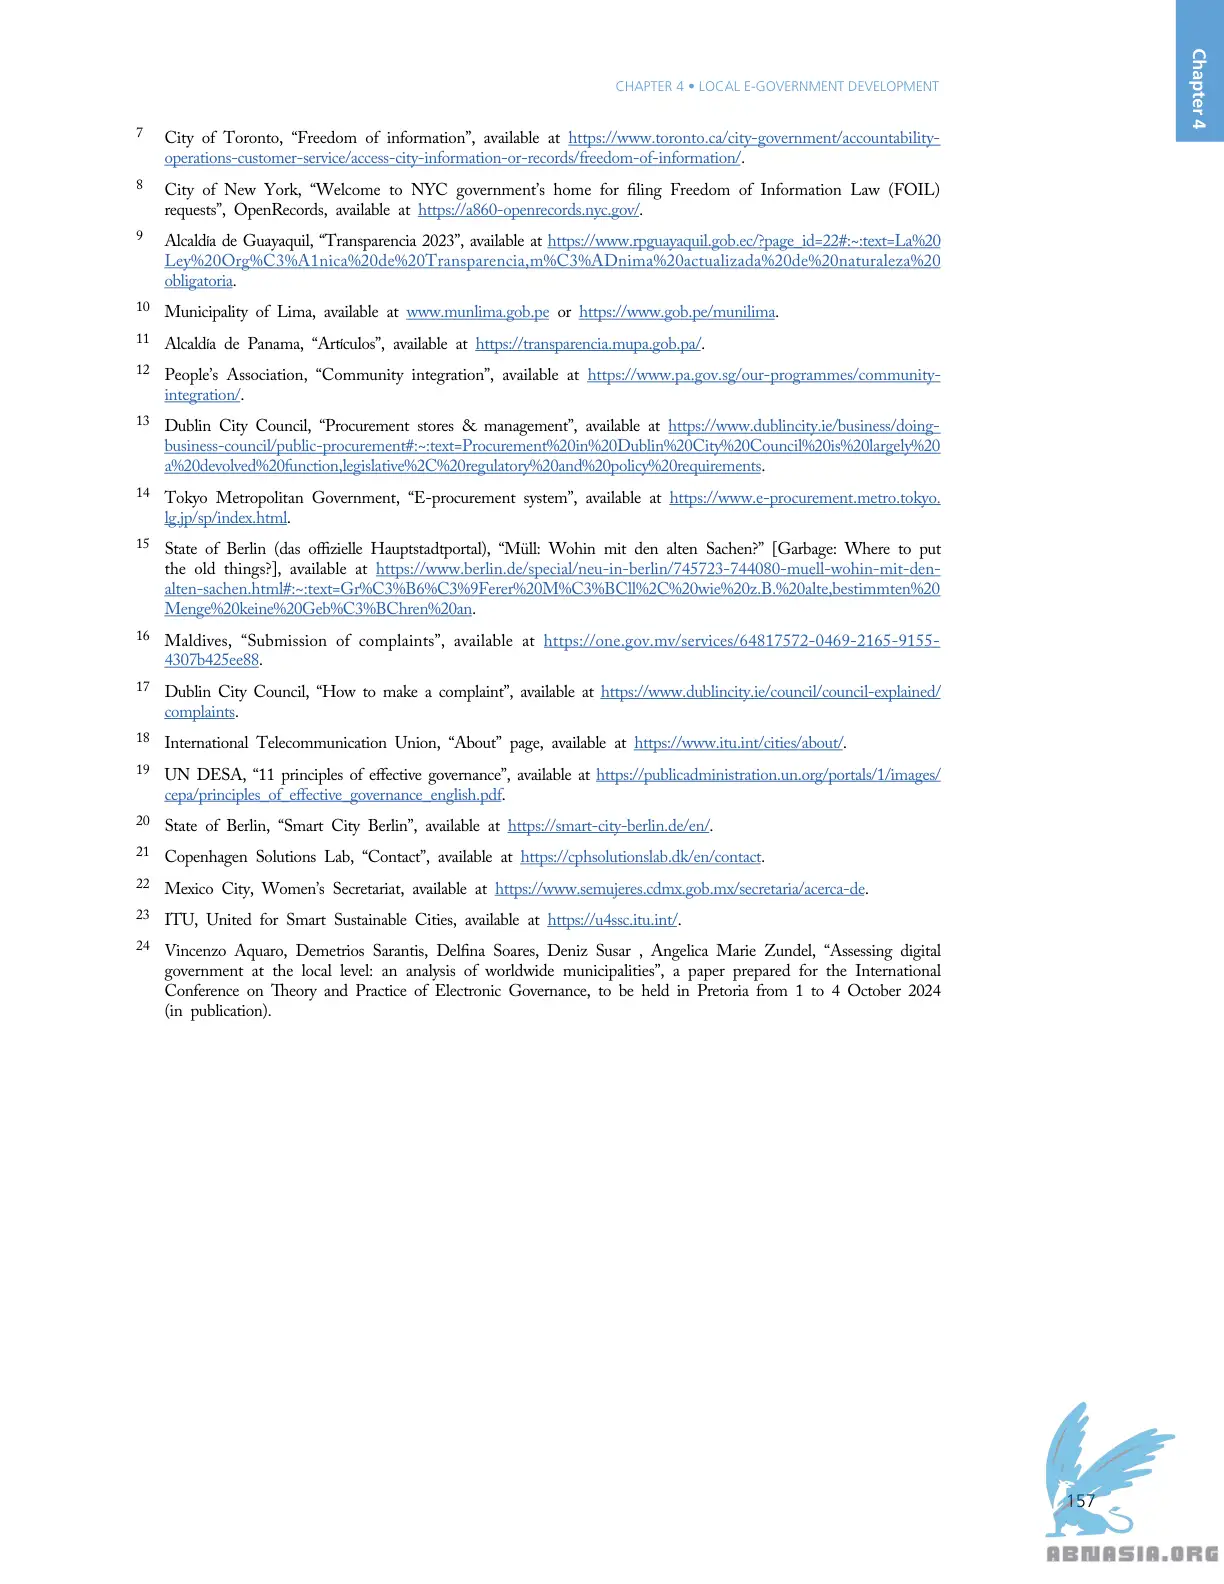 Chapter 4
CHAPTER 4 • LOCAL E-GOVERNMENT DEVELOPMENT
7 City of Toronto, “Freedom of information”, available at https://www.toronto.ca/city-government/accountability-
operations-customer-service/access-city-information-or-records/freedom-of-information/.
8 City of New York, “Welcome to NYC government’s home for filing Freedom of Information Law (FOIL)
requests”, OpenRecords, available at https://a860-openrecords.nyc.gov/.
9 Alcaldía de Guayaquil, “Transparencia 2023”, available at https://www.rpguayaquil.gob.ec/?page_id=22#:~:text=La%20
Ley%20Org%C3%A1nica%20de%20Transparencia,m%C3%ADnima%20actualizada%20de%20naturaleza%20
obligatoria.
10 Municipality of Lima, available at www.munlima.gob.pe or https://www.gob.pe/munilima.
11 Alcaldía de Panama, “Artículos”, available at https://transparencia.mupa.gob.pa/.
12 People’s Association, “Community integration”, available at https://www.pa.gov.sg/our-programmes/community-
integration/.
13 Dublin City Council, “Procurement stores & management”, available at https://www.dublincity.ie/business/doing-
business-council/public-procurement#:~:text=Procurement%20in%20Dublin%20City%20Council%20is%20largely%20
a%20devolved%20function,legislative%2C%20regulatory%20and%20policy%20requirements.
14 Tokyo Metropolitan Government, “E-procurement system”, available at https://www.e-procurement.metro.tokyo.
lg.jp/sp/index.html.
15 State of Berlin (das offizielle Hauptstadtportal), “Müll: Wohin mit den alten Sachen?” [Garbage: Where to put
the old things?], available at https://www.berlin.de/special/neu-in-berlin/745723-744080-muell-wohin-mit-den-
alten-sachen.html#:~:text=Gr%C3%B6%C3%9Ferer%20M%C3%BCll%2C%20wie%20z.B.%20alte,bestimmten%20
Menge%20keine%20Geb%C3%BChren%20an.
16 Maldives, “Submission of complaints”, available at https://one.gov.mv/services/64817572-0469-2165-9155-
4307b425ee88.
17 Dublin City Council, “How to make a complaint”, available at https://www.dublincity.ie/council/council-explained/
complaints.
18 International Telecommunication Union, “About” page, available at https://www.itu.int/cities/about/.
19 UN DESA, “11 principles of effective governance”, available at https://publicadministration.un.org/portals/1/images/
cepa/principles_of_effective_governance_english.pdf.
20 State of Berlin, “Smart City Berlin”, available at https://smart-city-berlin.de/en/.
21 Copenhagen Solutions Lab, “Contact”, available at https://cphsolutionslab.dk/en/contact.
22 Mexico City, Women’s Secretariat, available at https://www.semujeres.cdmx.gob.mx/secretaria/acerca-de.
23 ITU, United for Smart Sustainable Cities, available at https://u4ssc.itu.int/.
24 Vincenzo Aquaro, Demetrios Sarantis, Delfina Soares, Deniz Susar , Angelica Marie Zundel, “Assessing digital
government at the local level: an analysis of worldwide municipalities”, a paper prepared for the International
Conference on Theory and Practice of Electronic Governance, to be held in Pretoria from 1 to 4 October 2024
(in publication).
157
ABNASIA.ORG